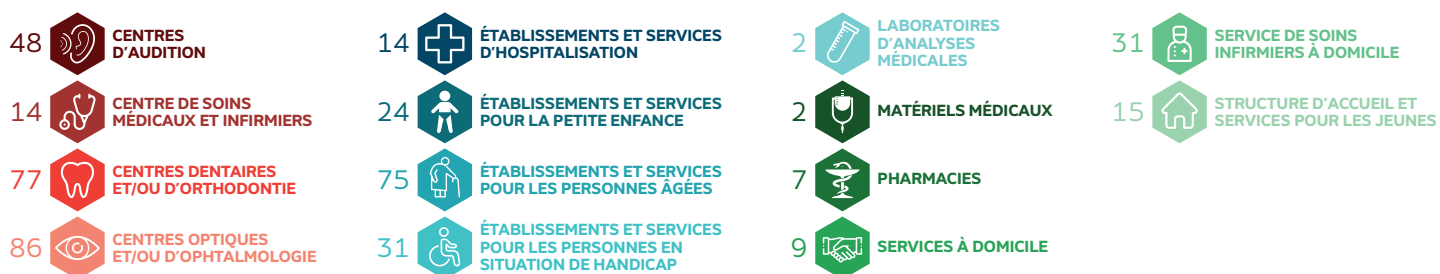 48
CENTRES
D'AUDITION
14
CENTRE DE SOINS
MÉDICAUX ET INFIRMIERS
77
CENTRES DENTAIRES
ET/OU D'ORTHODONTIE
86
CENTRES OPTIQUES
ET/OU D'OPHTALMOLOGIE
14
ÉTABLISSEMENTS ET SERVICES
D'HOSPITALISATION
24
ÉTABLISSEMENTS ET SERVICES
POUR LA PETITE ENFANCE
75
ÉTABLISSEMENTS ET SERVICES
POUR LES PERSONNES ÂGÉES
31
ÉTABLISSEMENTS ET SERVICES
POUR LES PERSONNES EN
SITUATION DE HANDICAP
2
LABORATOIRES
D'ANALYSES
MÉDICALES
2
MATÉRIELS MÉDICAUX
7
PHARMACIES
9
SERVICES À DOMICILE
31
SERVICE DE SOINS
INFIRMIERS À DOMICILE
15
STRUCTURE D'ACCUEIL ET
SERVICES POUR LES JEUNES